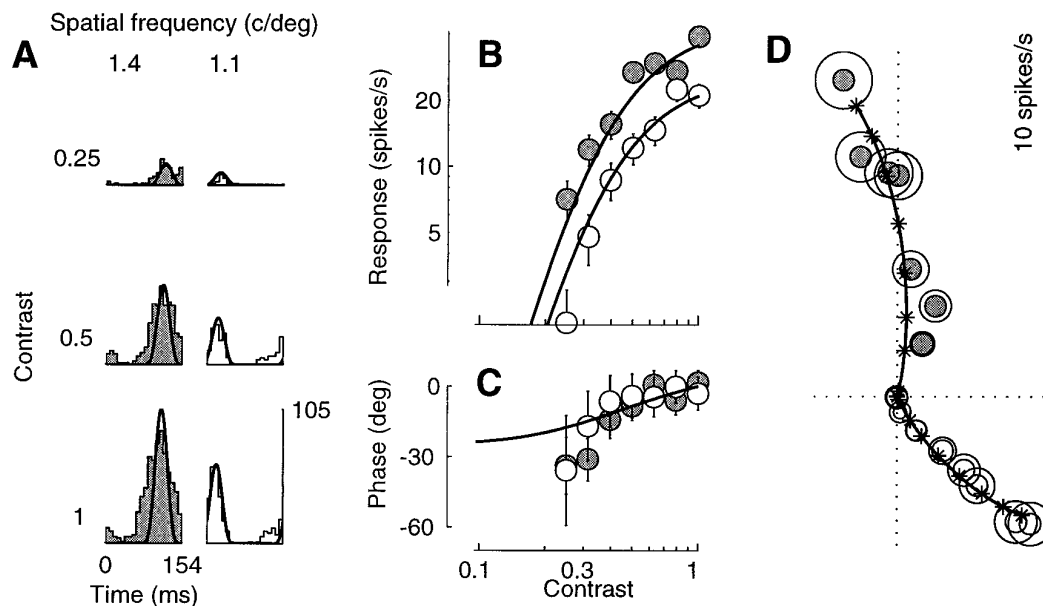 Spatial frequency (c/deg)
A
1.4
1.1
0.25
0.5
1
Contrast
105
0
154
Time (ms)
B
Response (spikes/s)
20
10
5
C
Phase (deg)
0
-30
-60
0.1
0.3
1
Contrast
D
10 spikes/s